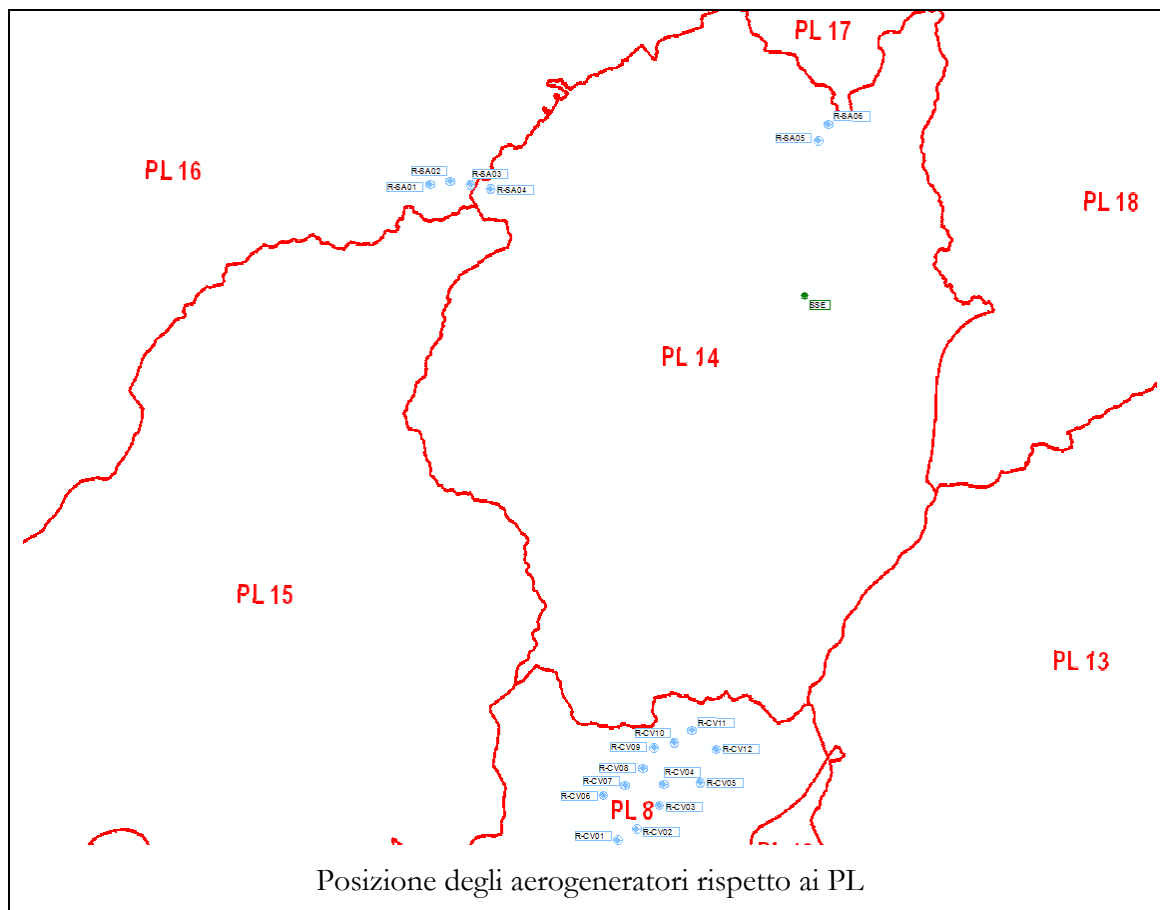 PL 17
R-SA06
R-SA05
PL 16
R-SA02
R-SA03
R-SA01
R-SA04
PL 18
SSE
PL 14
PL 15
PL 13
R-CV11
R-CV10
R-CV09
R-CV12
R-CV08
R-CV04
R-CV07
R-CV05
R-CV06
R-CV03
PL 8
R-CV02
R-CV01
Posizione degli aerogeneratori rispetto ai PL